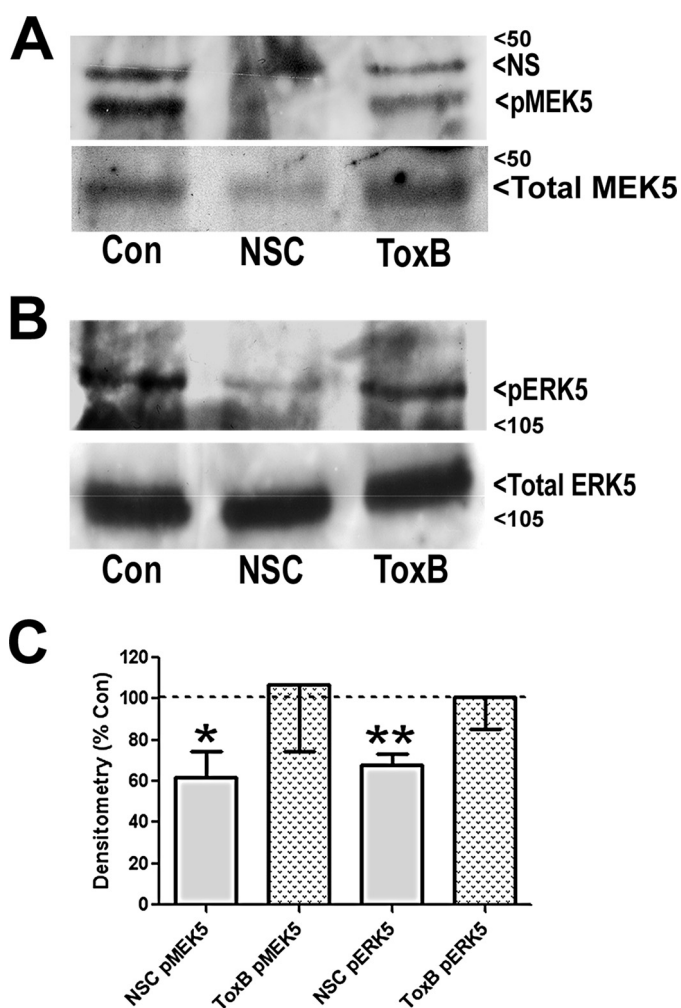 A
<50
<NS
<pMEK5
<50
<Total MEK5
Con NSC ToxB
B
<pERK5
<105
<Total ERK5
<105
Con NSC ToxB
C
Densitometry (% Con)
120
100
80
60
40
20
0
*
**
NSC pMEK5
ToxB pMEK5
NSC pERK5
ToxB pERK5